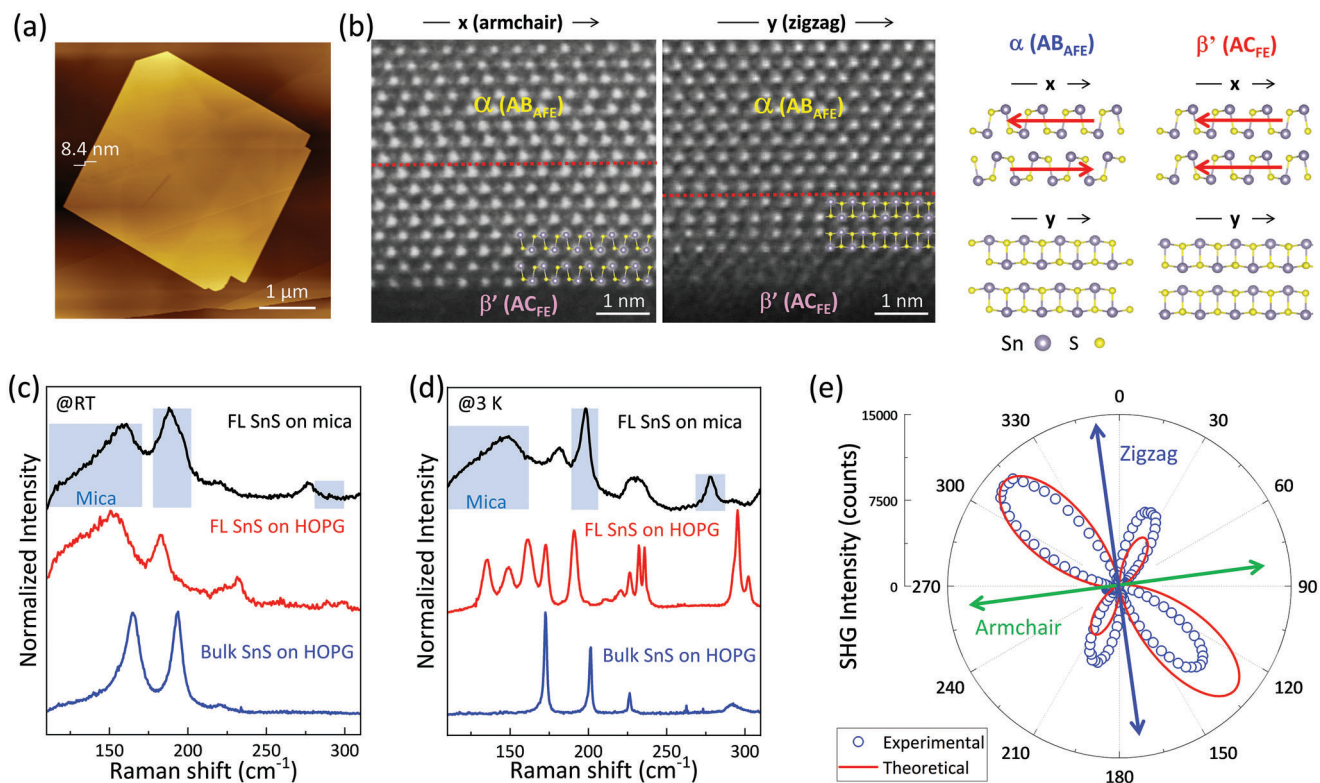 (a)
8.4 nm
1 μm
(b)
x (armchair)
α (AB_AFE)
β' (AC_FE)
1 nm
y (zigzag)
α (AB_AFE)
β' (AC_FE)
1 nm
α (AB_AFE) β' (AC_FE)
x x
y y
Sn S
(c)
@RT
FL SnS on mica
Mica
FL SnS on HOPG
Bulk SnS on HOPG
Normalized Intensity
150 200 250 300
Raman shift (cm⁻¹)
(d)
@3 K
FL SnS on mica
Mica
FL SnS on HOPG
Bulk SnS on HOPG
Normalized Intensity
150 200 250 300
Raman shift (cm⁻¹)
(e)
SHG Intensity (counts)
15000
7500
0
7500
15000
0
30
60
90
120
150
180
210
240
270
300
330
Zigzag
Armchair
Experimental
Theoretical